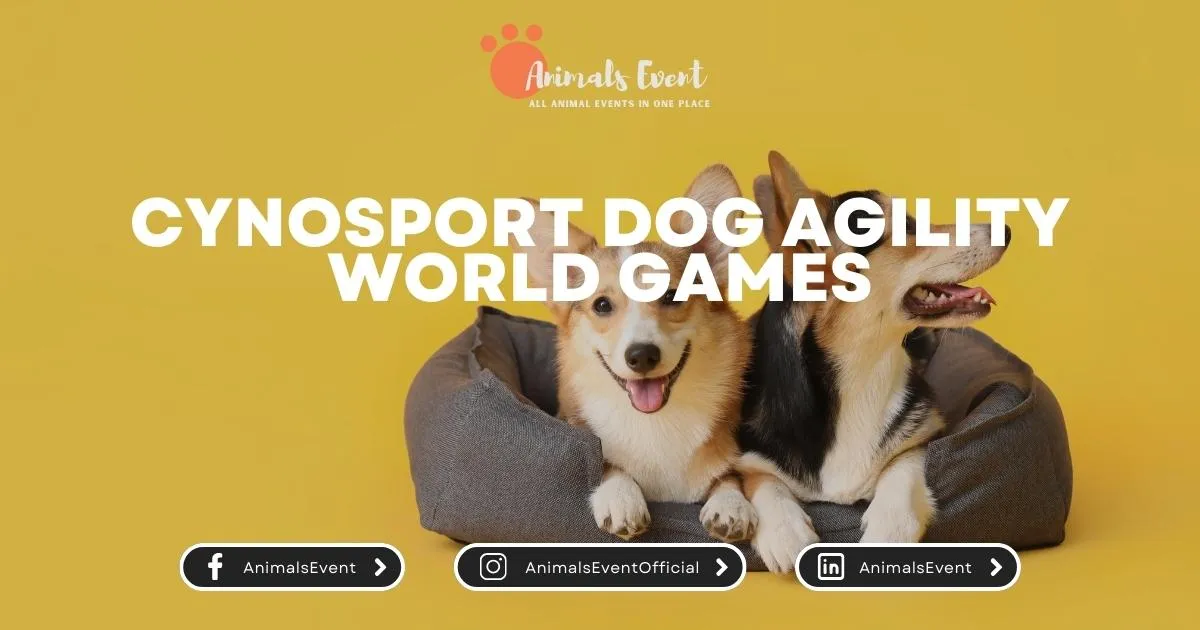 Animals Event
ALL ANIMAL EVENTS IN ONE PLACE
CYNOSPORT DOG AGILITY
WORLD GAMES
AnimalsEvent
AnimalsEventOfficial
AnimalsEvent